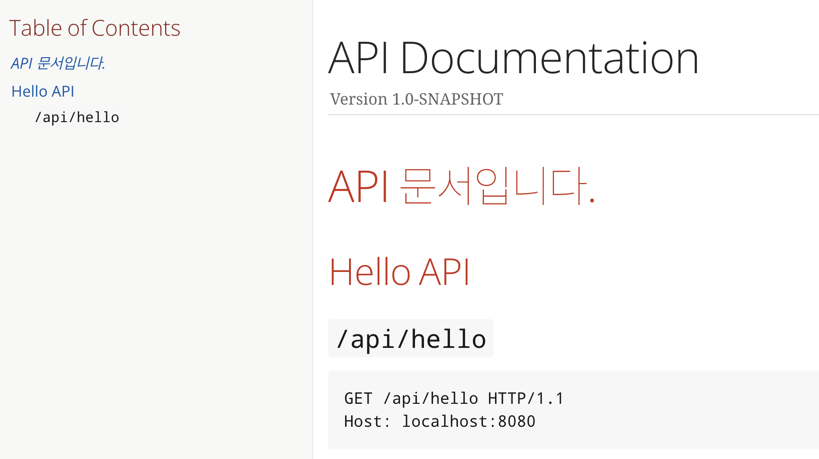 Table of Contents
API 문서입니다.
Hello API
/api/hello
API Documentation
Version 1.0-SNAPSHOT
API 문서입니다.
Hello API
/api/hello
GET /api/hello HTTP/1.1
Host: localhost:8080